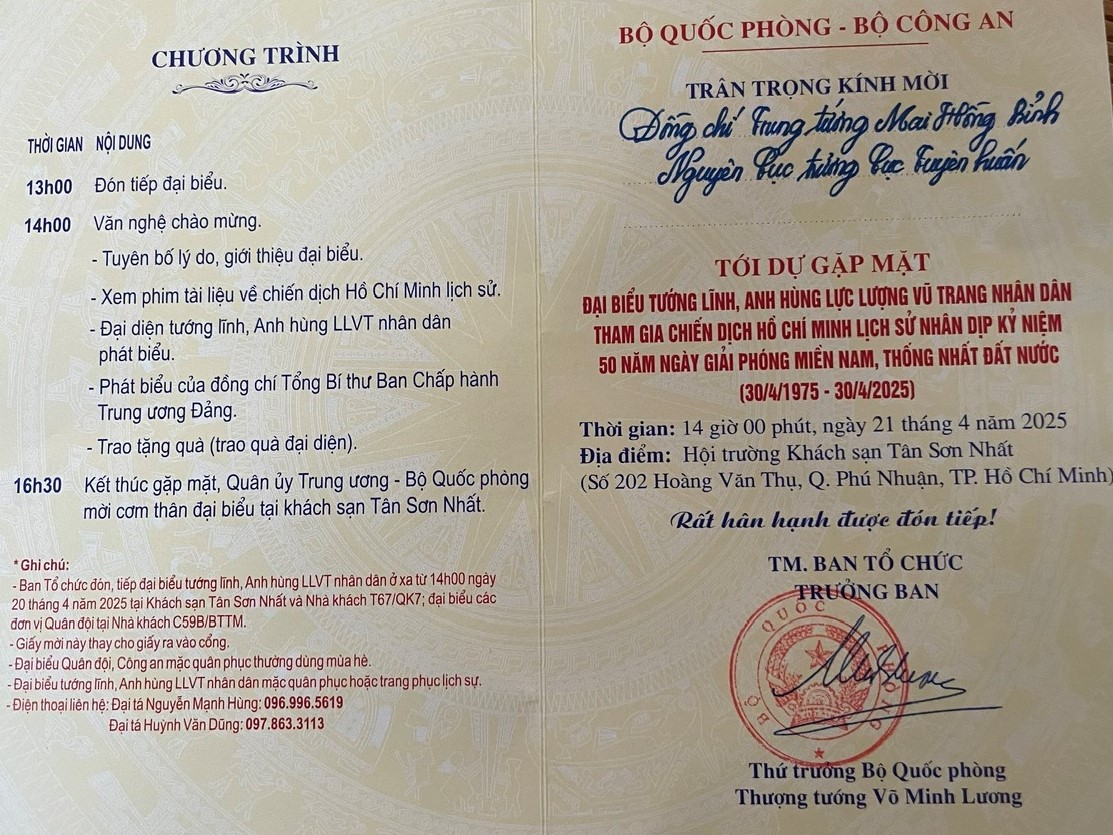 CHƯƠNG TRÌNH
THỜI GIAN NỘI DUNG
13h00 Đón tiếp đại biểu.
14h00 Văn nghệ chào mừng.
- Tuyên bố lý do, giới thiệu đại biểu.
- Xem phim tài liệu về chiến dịch Hồ Chí Minh lịch sử.
- Đại diện tướng lĩnh, Anh hùng LLVT nhân dân
phát biểu.
- Phát biểu của đồng chí Tổng Bí thư Ban Chấp hành
Trung ương Đảng.
- Trao tặng quà (trao quà đại diện).
16h30 Kết thúc gặp mặt, Quân ủy Trung ương - Bộ Quốc phòng
mời cơm thân đại biểu tại khách sạn Tân Sơn Nhất.
* Ghi chú:
- Ban Tổ chức đón, tiếp đại biểu tướng lĩnh, Anh hùng LLVT nhân dân ở xa từ 14h00 ngày
20 tháng 4 năm 2025 tại Khách sạn Tân Sơn Nhất và Nhà khách T67/QK7; đại biểu các
đơn vị Quân đội tại Nhà khách C59B/BTTM.
- Giấy mời này thay cho giấy ra vào cổng.
- Đại biểu Quân đội, Công an mặc quân phục thường dùng mùa hè.
- Đại biểu tướng lĩnh, Anh hùng LLVT nhân dân mặc quân phục hoặc trang phục lịch sự.
- Điện thoại liên hệ: Đại tá Nguyễn Mạnh Hùng: 096.996.5619
Đại tá Huỳnh Văn Dũng: 097.863.3113
BỘ QUỐC PHÒNG - BỘ CÔNG AN
TRÂN TRỌNG KÍNH MỜI
Đồng chí Trung tướng Mai Hồng Bỉnh
Nguyên Cục trưởng Cục Tuyên huấn
TỚI DỰ GẶP MẶT
ĐẠI BIỂU TƯỚNG LĨNH, ANH HÙNG LỰC LƯỢNG VŨ TRANG NHÂN DÂN
THAM GIA CHIẾN DỊCH HỒ CHÍ MINH LỊCH SỬ NHÂN DỊP KỶ NIỆM
50 NĂM NGÀY GIẢI PHÓNG MIỀN NAM, THỐNG NHẤT ĐẤT NƯỚC
(30/4/1975 - 30/4/2025)
Thời gian: 14 giờ 00 phút, ngày 21 tháng 4 năm 2025
Địa điểm: Hội trường Khách sạn Tân Sơn Nhất
(Số 202 Hoàng Văn Thụ, Q. Phú Nhuận, TP. Hồ Chí Minh)
Rất hân hạnh được đón tiếp!
TM. BAN TỔ CHỨC
TRƯỞNG BAN
BỘ QUỐC PHÒNG
Thứ trưởng Bộ Quốc phòng
Thượng tướng Võ Minh Lương